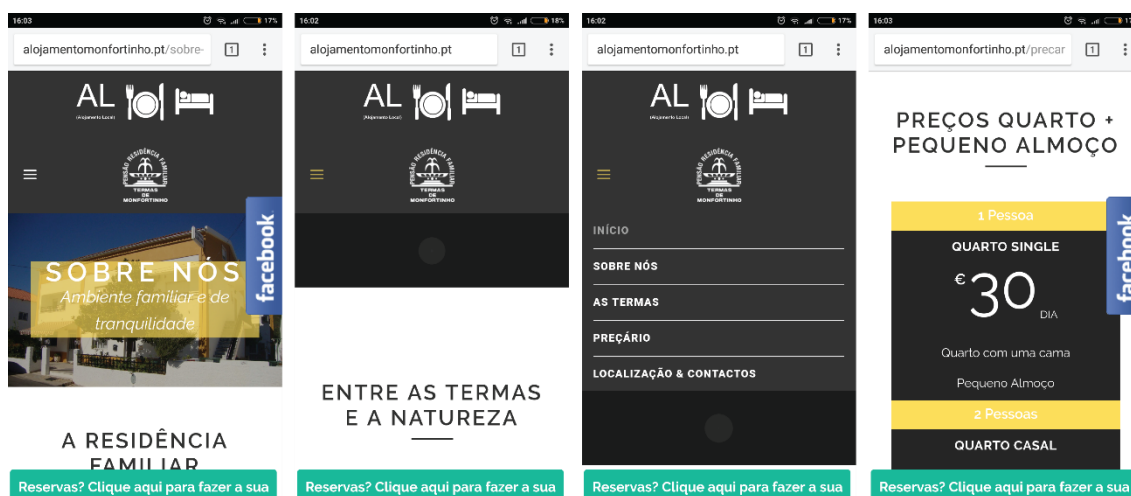 16:03
17%
alojamentomonfortinho.pt/sobre-
1
AL
(Alojamento Local)
PENSÃO RESIDÊNCIA FAMILIAR
TERMAS
DE
MONFORTINHO
facebook
SOBRE NÓS
Ambiente familiar e de
tranquilidade
A RESIDÊNCIA
FAMILIAR
Reservas? Clique aqui para fazer a sua
16:02
18%
alojamentomonfortinho.pt
1
AL
(Alojamento Local)
PENSÃO RESIDÊNCIA FAMILIAR
TERMAS
DE
MONFORTINHO
ENTRE AS TERMAS
E A NATUREZA
Reservas? Clique aqui para fazer a sua
16:02
17%
alojamentomonfortinho.pt
1
AL
(Alojamento Local)
PENSÃO RESIDÊNCIA FAMILIAR
TERMAS
DE
MONFORTINHO
INÍCIO
SOBRE NÓS
AS TERMAS
PREÇÁRIO
LOCALIZAÇÃO & CONTACTOS
Reservas? Clique aqui para fazer a sua
16:03
alojamentomonfortinho.pt/precar
1
PREÇOS QUARTO +
PEQUENO ALMOÇO
facebook
1 Pessoa
QUARTO SINGLE
€30 DIA
Quarto com uma cama
Pequeno Almoço
2 Pessoas
QUARTO CASAL
Reservas? Clique aqui para fazer a sua